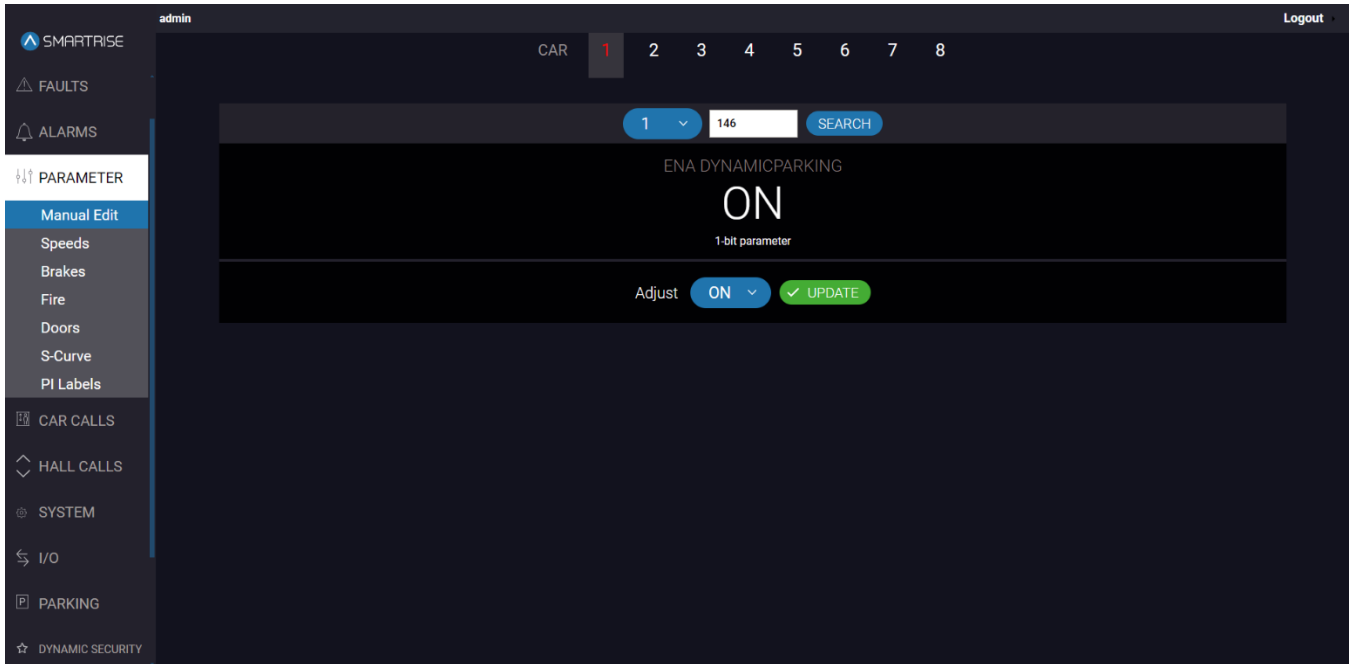 admin
Logout
SMARTRISE
CAR 1 2 3 4 5 6 7 8
FAULTS
ALARMS
PARAMETER
Manual Edit
Speeds
Brakes
Fire
Doors
S-Curve
PI Labels
CAR CALLS
HALL CALLS
SYSTEM
I/O
P PARKING
DYNAMIC SECURITY
1 146 SEARCH
ENA DYNAMICPARKING
ON
1-bit parameter
Adjust ON UPDATE